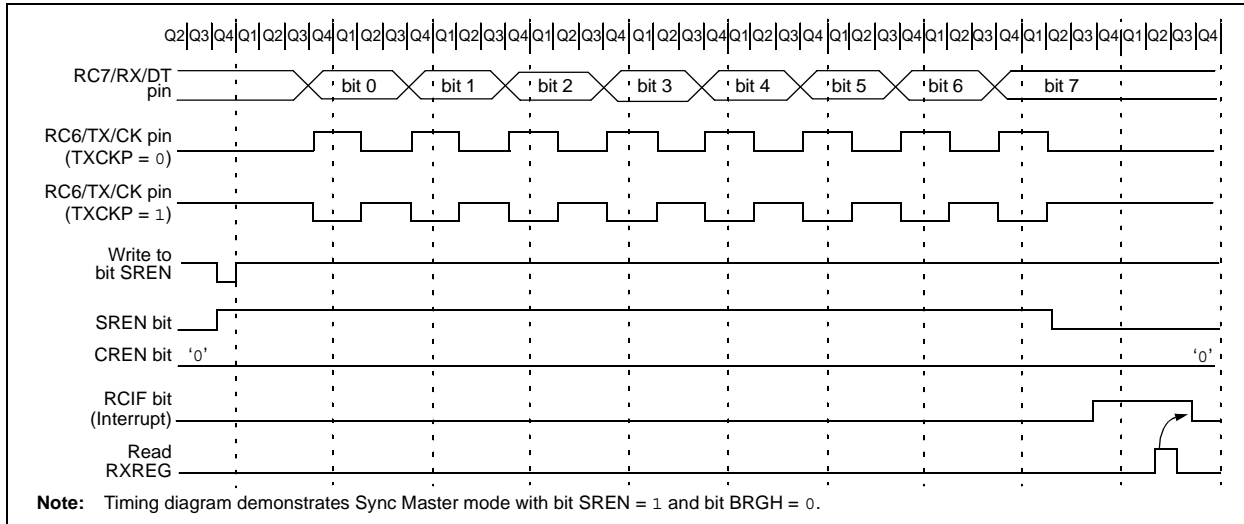 Q2 Q3 Q4 Q1 Q2 Q3 Q4 Q1 Q2 Q3 Q4 Q1 Q2 Q3 Q4 Q1 Q2 Q3 Q4 Q1 Q2 Q3 Q4 Q1 Q2 Q3 Q4 Q1 Q2 Q3 Q4 Q1 Q2 Q3 Q4 Q1 Q2 Q3 Q4 Q1 Q2 Q3 Q4
RC7/RX/DT
pin
bit 0 bit 1 bit 2 bit 3 bit 4 bit 5 bit 6 bit 7
RC6/TX/CK pin
(TXCKP = 0)
RC6/TX/CK pin
(TXCKP = 1)
Write to
bit SREN
SREN bit
CREN bit ‘0’ ‘0’
RCIF bit
(Interrupt)
Read
RXREG
Note: Timing diagram demonstrates Sync Master mode with bit SREN = 1 and bit BRGH = 0.